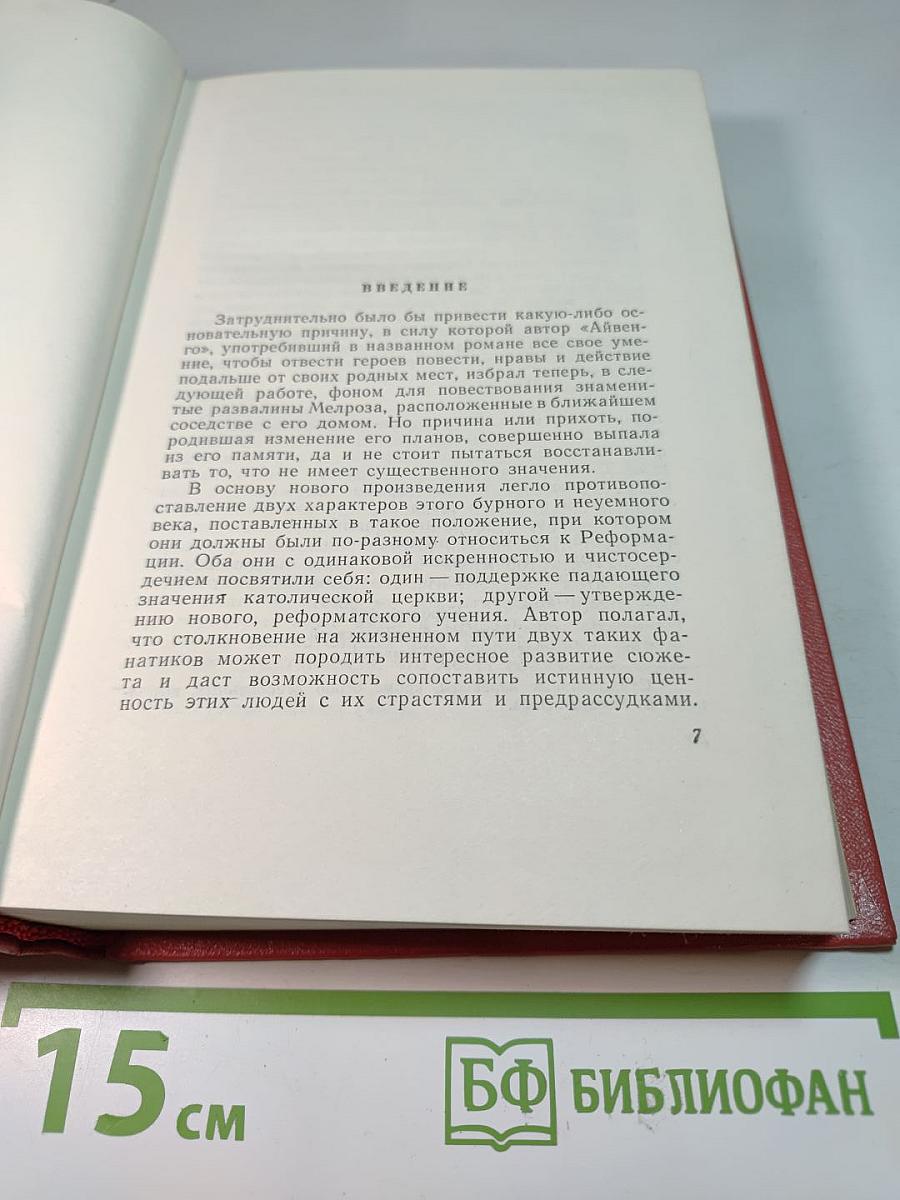 ВВЕДЕНИЕ
Затруднительно было бы привести какую-либо ос-
новательную причину, в силу которой автор «Айвен-
го», употребивший в названном романе все свое уме-
ние, чтобы отвести героев повести, нравы и действие
подальше от своих родных мест, избрал теперь, в сле-
дующей работе, фоном для повествования знамени-
тые развалины Мелроза, расположенные в ближайшем
соседстве с его домом. Но причина или прихоть, по-
родившая изменение его планов, совершенно выпала
из его памяти, да и не стоит пытаться восстанавли-
вать то, что не имеет существенного значения.
В основу нового произведения легло противопо-
ставление двух характеров этого бурного и неуемного
века, поставленных в такое положение, при котором
они должны были по-разному относиться к Реформа-
ции. Оба они с одинаковой искренностью и чистосер-
дечием посвятили себя: один — поддержке падающего
значения католической церкви; другой — утвержде-
нию нового, реформатского учения. Автор полагал,
что столкновение на жизненном пути двух таких фа-
натиков может породить интересное развитие сюже-
та и даст возможность сопоставить истинную цен-
ность этих людей с их страстями и предрассудками.
7
15 см
БФ БИБЛИОФАН